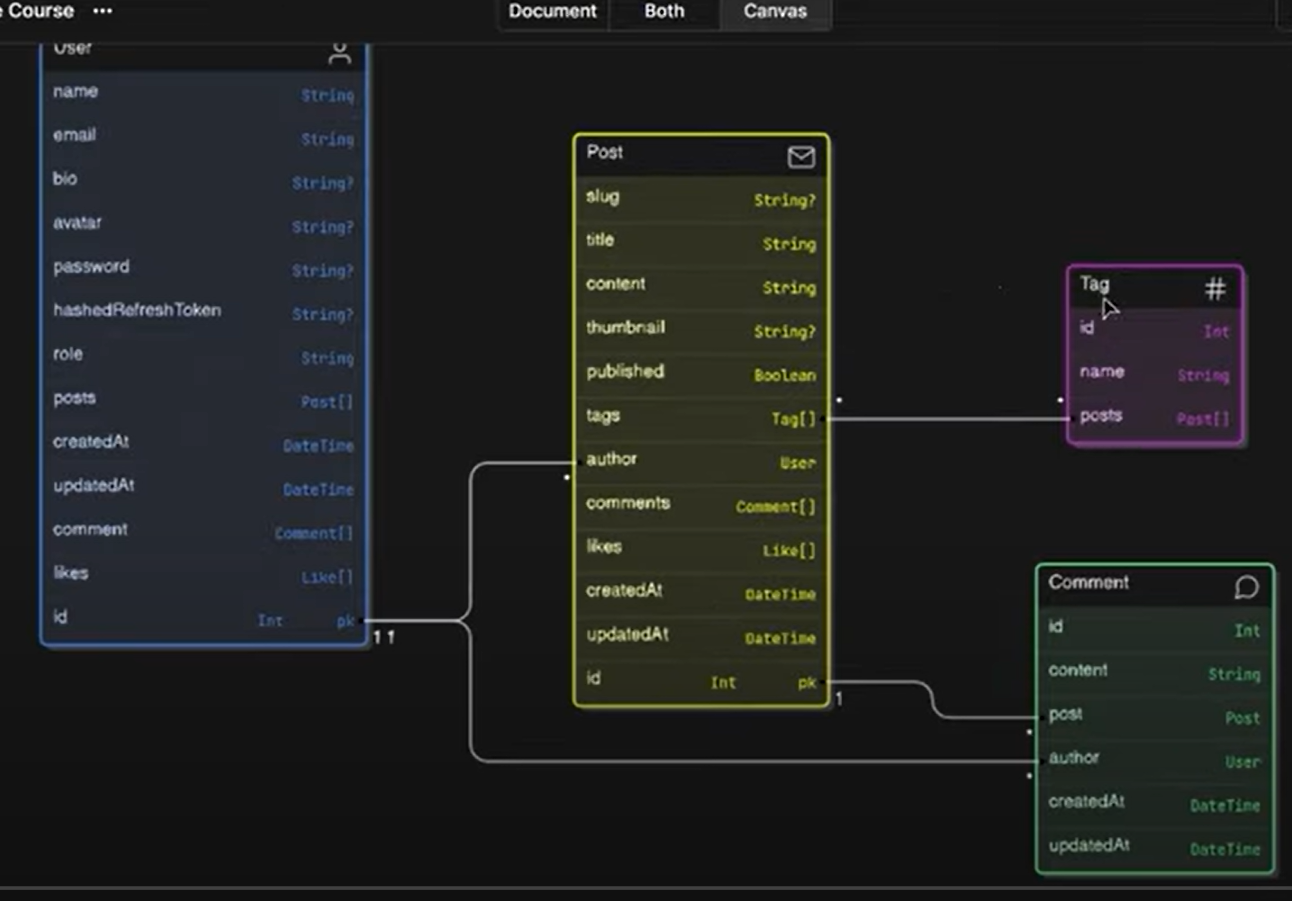 e Course ...
Document Both Canvas
User
name String
email String
bio String?
avatar String?
password String?
hashedRefreshToken String?
role String
posts Post[]
createdAt DateTime
updatedAt DateTime
comment Comment[]
likes Like[]
id Int pk
1 1
Post
slug String?
title String
content String
thumbnail String?
published Boolean
tags Tag[]
author User
comments Comment[]
likes Like[]
createdAt DateTime
updatedAt DateTime
id Int pk
1
Tag #
id Int
name String
posts Post[]
Comment
id Int
content String
post Post
author User
createdAt DateTime
updatedAt DateTime